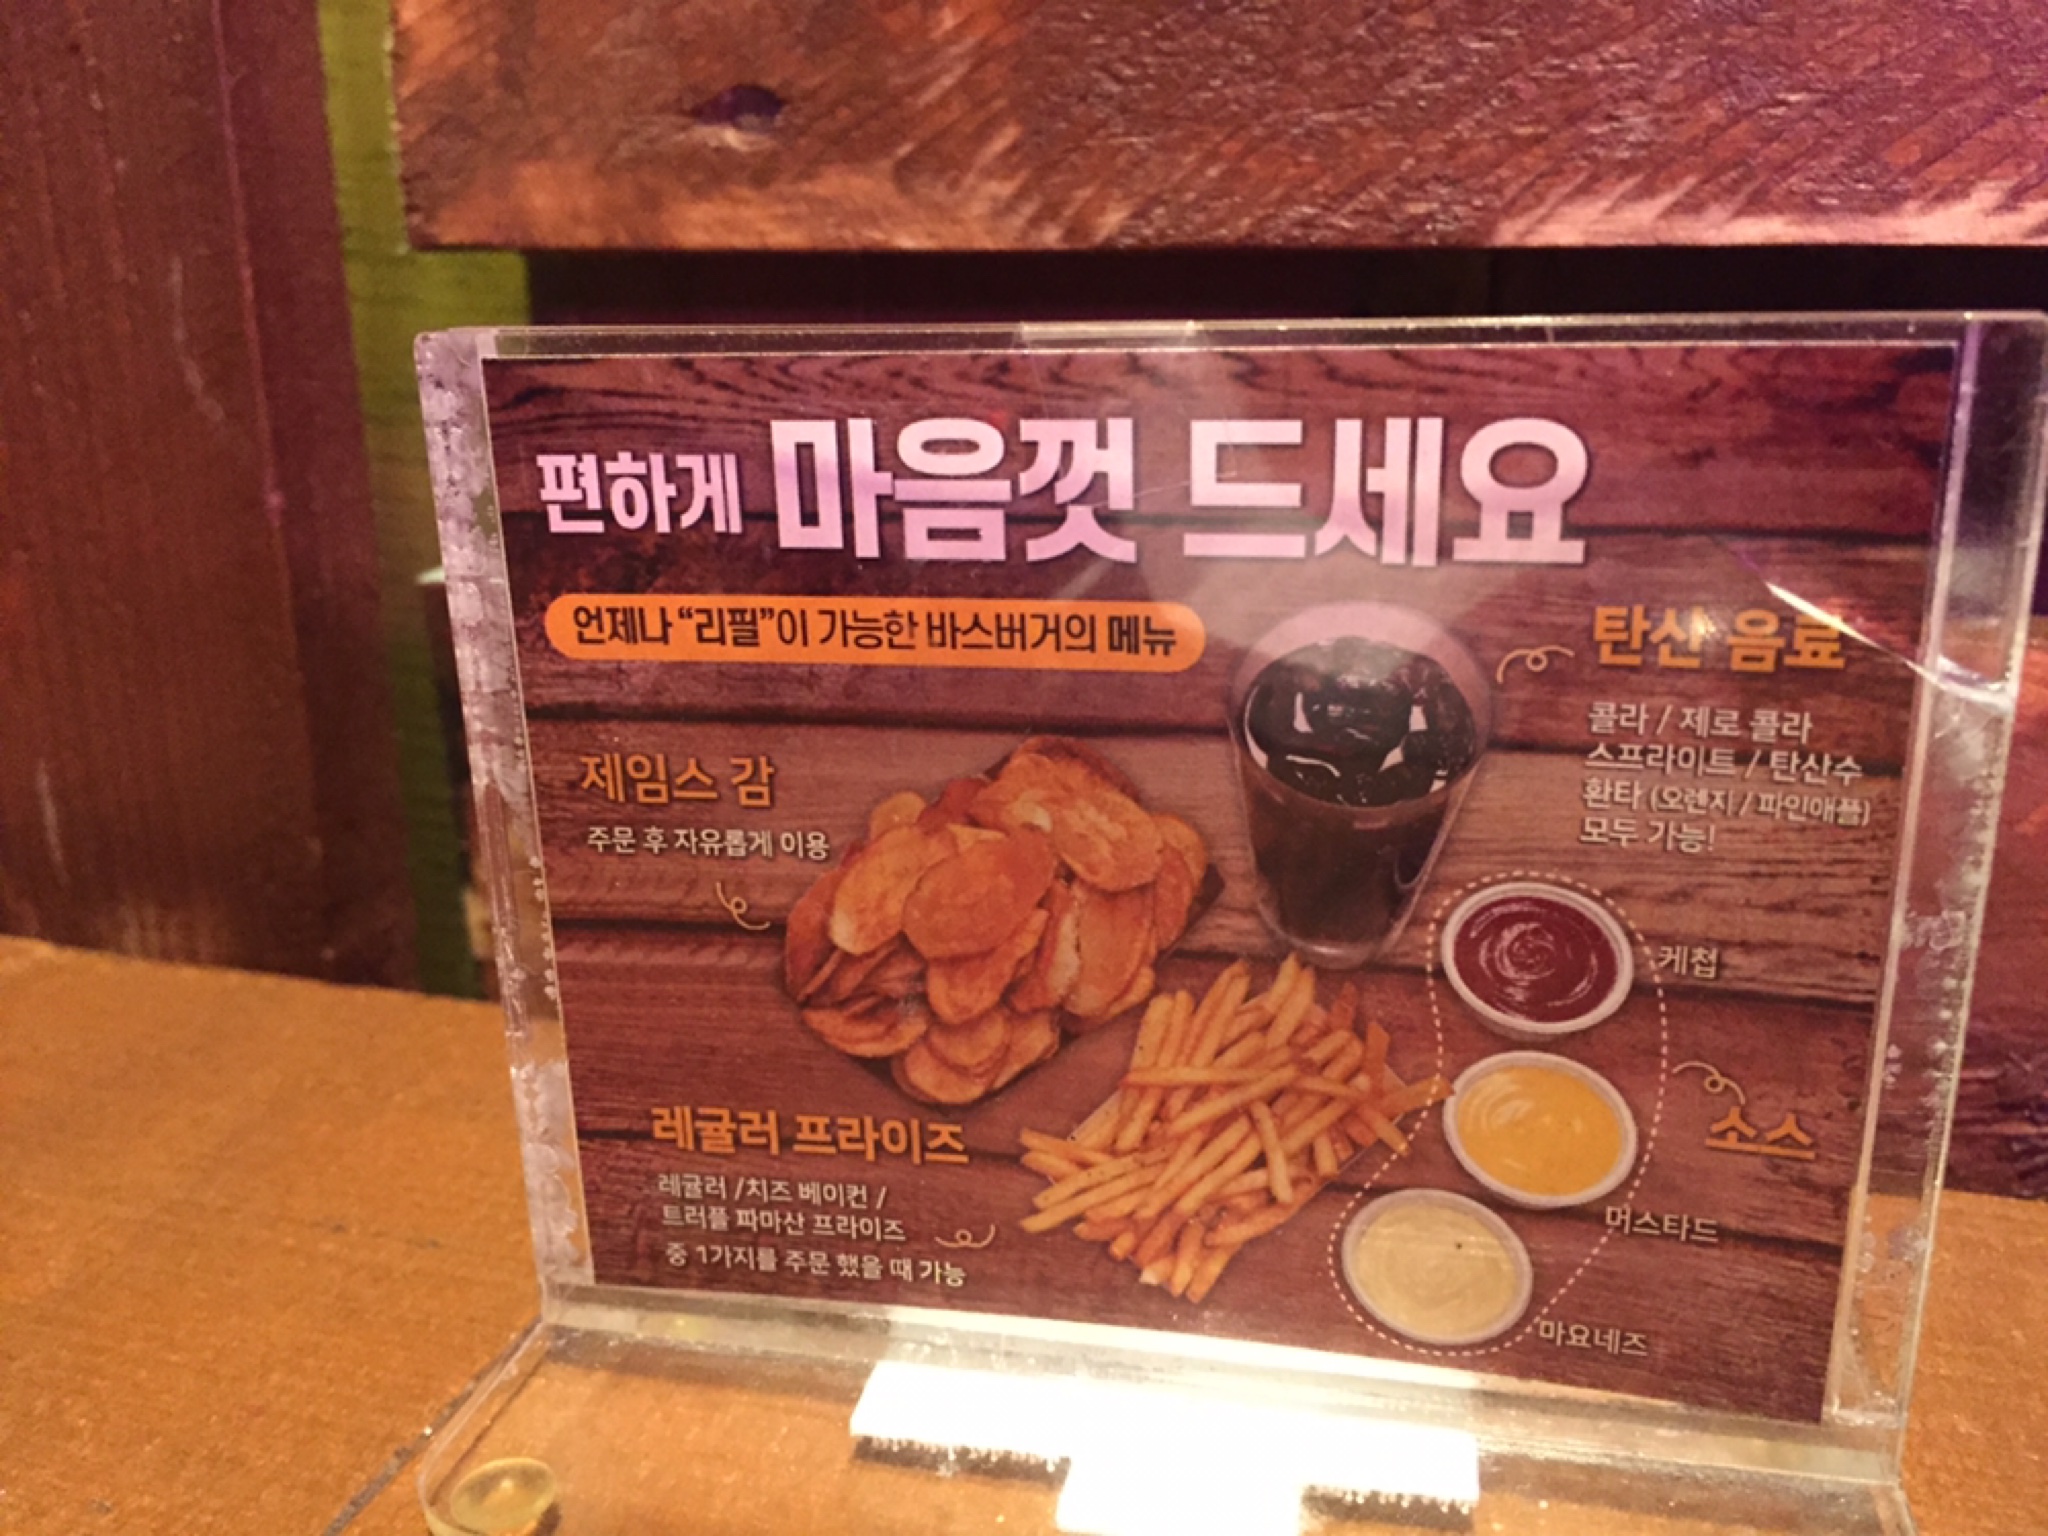 편하게 마음껏 드세요
언제나 “리필”이 가능한 바스버거의 메뉴
탄산 음료
콜라 / 제로 콜라
스프라이트 / 탄산수
환타 (오렌지 / 파인애플)
모두 가능!
제임스 감
주문 후 자유롭게 이용
케첩
소스
머스타드
마요네즈
레귤러 프라이즈
레귤러 /치즈 베이컨 /
트러플 파마산 프라이즈
중 1가지를 주문 했을 때 가능